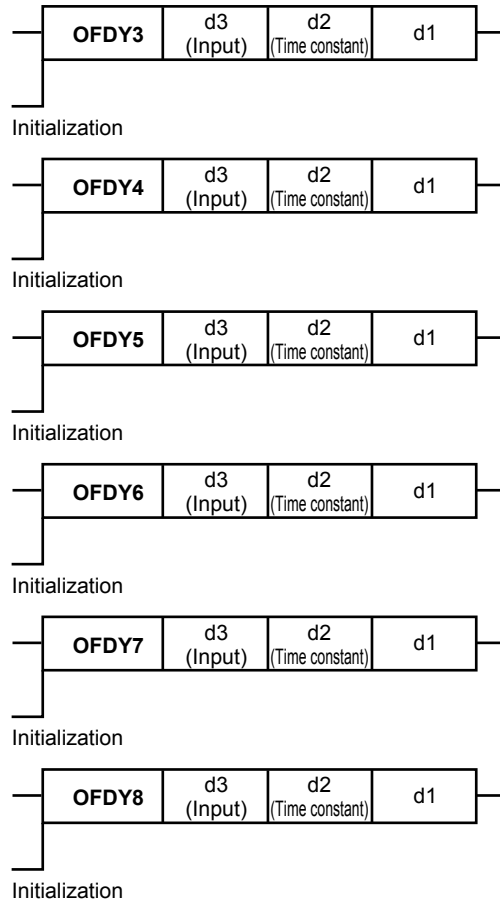 OFDY3 d3 (Input) d2 (Time constant) d1
Initialization
OFDY4 d3 (Input) d2 (Time constant) d1
Initialization
OFDY5 d3 (Input) d2 (Time constant) d1
Initialization
OFDY6 d3 (Input) d2 (Time constant) d1
Initialization
OFDY7 d3 (Input) d2 (Time constant) d1
Initialization
OFDY8 d3 (Input) d2 (Time constant) d1
Initialization